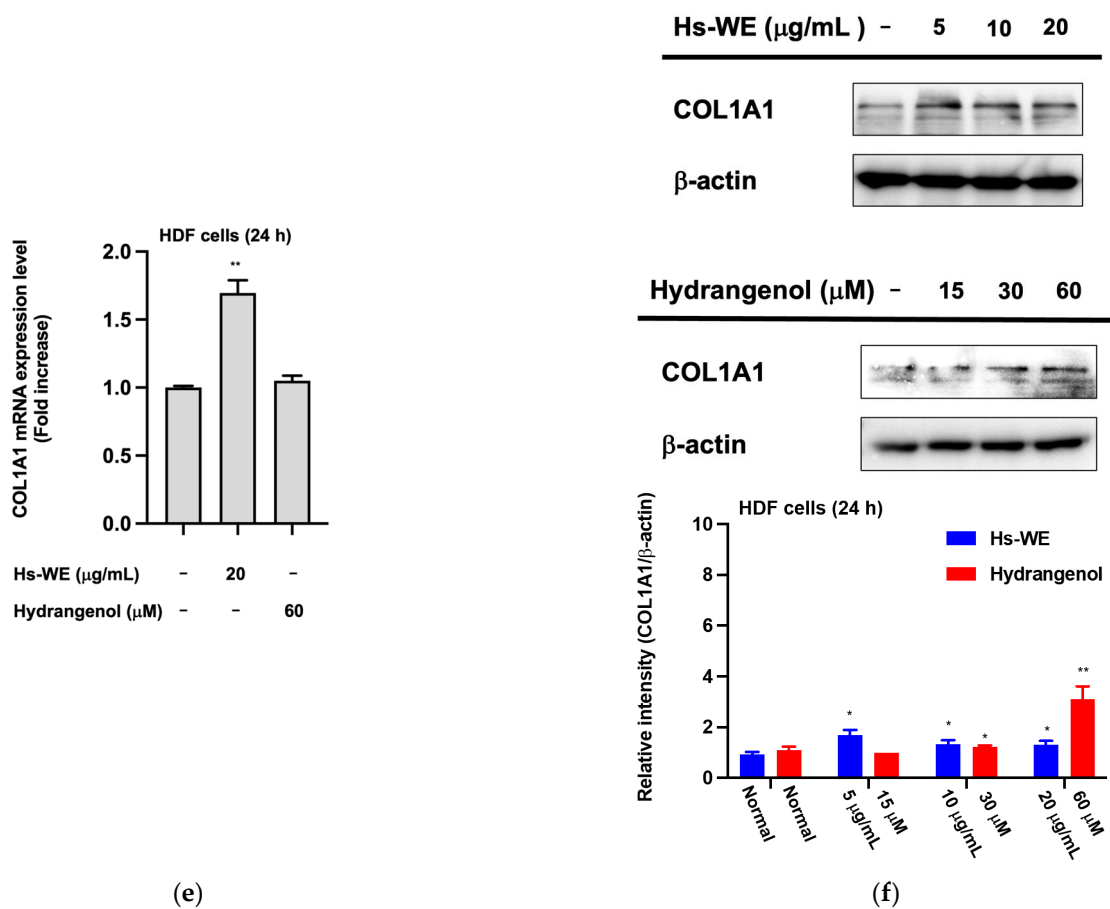 HDF cells (24 h)
COL1A1 mRNA expression level
(Fold increase)
2.0
1.5
1.0
0.5
0.0
**
Hs-WE (μg/mL) – 20 –
Hydrangenol (μM) – – 60
(e)
Hs-WE (μg/mL ) – 5 10 20
COL1A1
β-actin
Hydrangenol (μM) – 15 30 60
COL1A1
β-actin
HDF cells (24 h)
Relative intensity (COL1A1/β-actin)
10
8
6
4
2
0
Hs-WE
Hydrangenol
*
*
*
*
**
Normal
Normal
5 μg/mL
15 μM
10 μg/mL
30 μM
20 μg/mL
60 μM
(f)